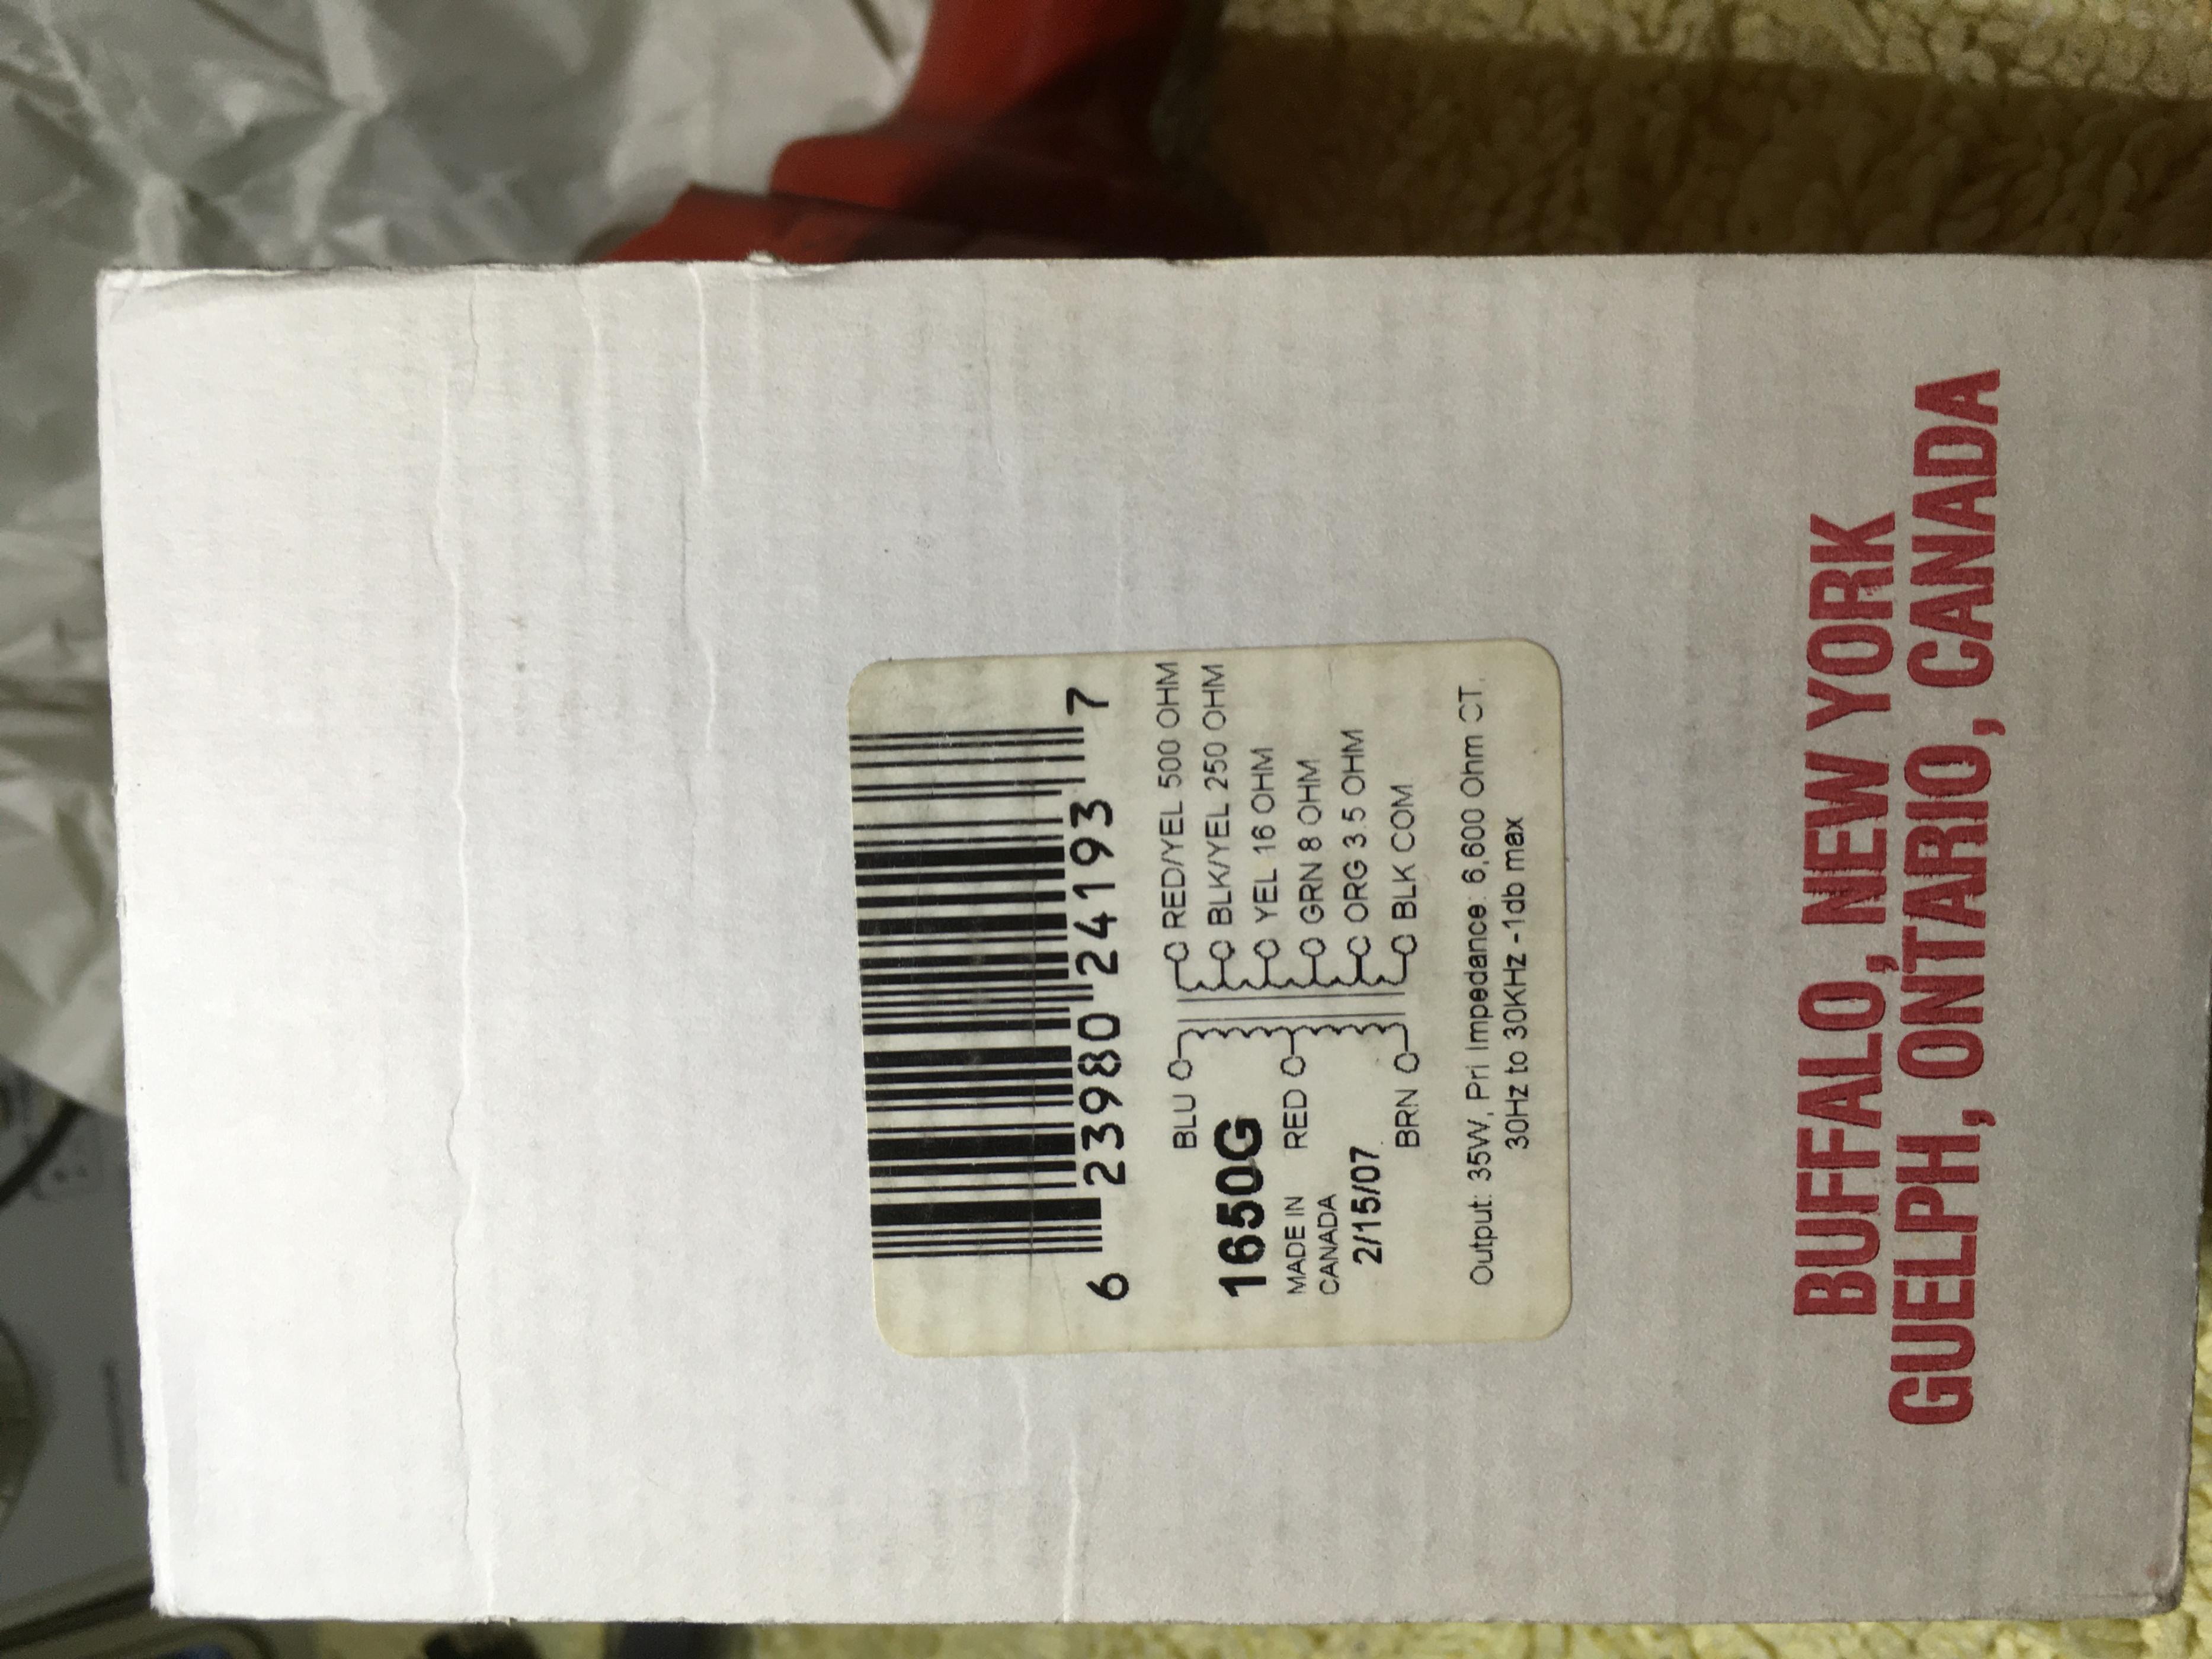 6 23980 24193 7
BLU RED/YEL 500 OHM
1650G BLK/YEL 250 OHM
YEL 16 OHM
MADE IN RED GRN 8 OHM
CANADA ORG 3.5 OHM
2/15/07
BRN BLK COM
Output: 35W, Pri Impedance: 6,600 Ohm CT.
30Hz to 30KHz -1db max
BUFFALO, NEW YORK
GUELPH, ONTARIO, CANADA